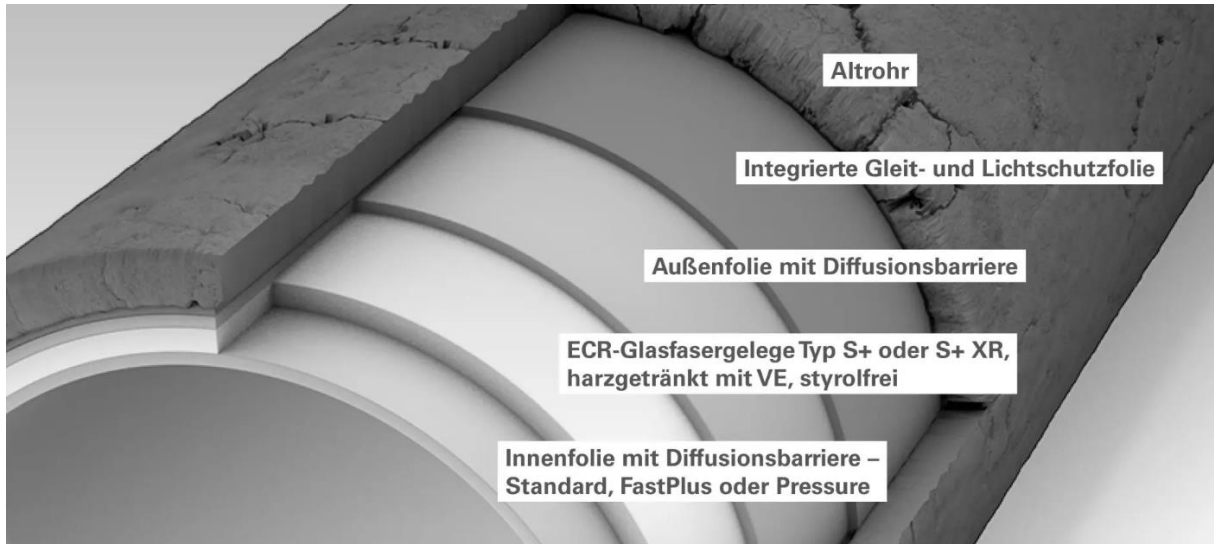 Altrohr
Integrierte Gleit- und Lichtschutzfolie
Außenfolie mit Diffusionsbarriere
ECR-Glasfasergelege Typ S+ oder S+ XR,
harzgetränkt mit VE, styrolfrei
Innenfolie mit Diffusionsbarriere –
Standard, FastPlus oder Pressure